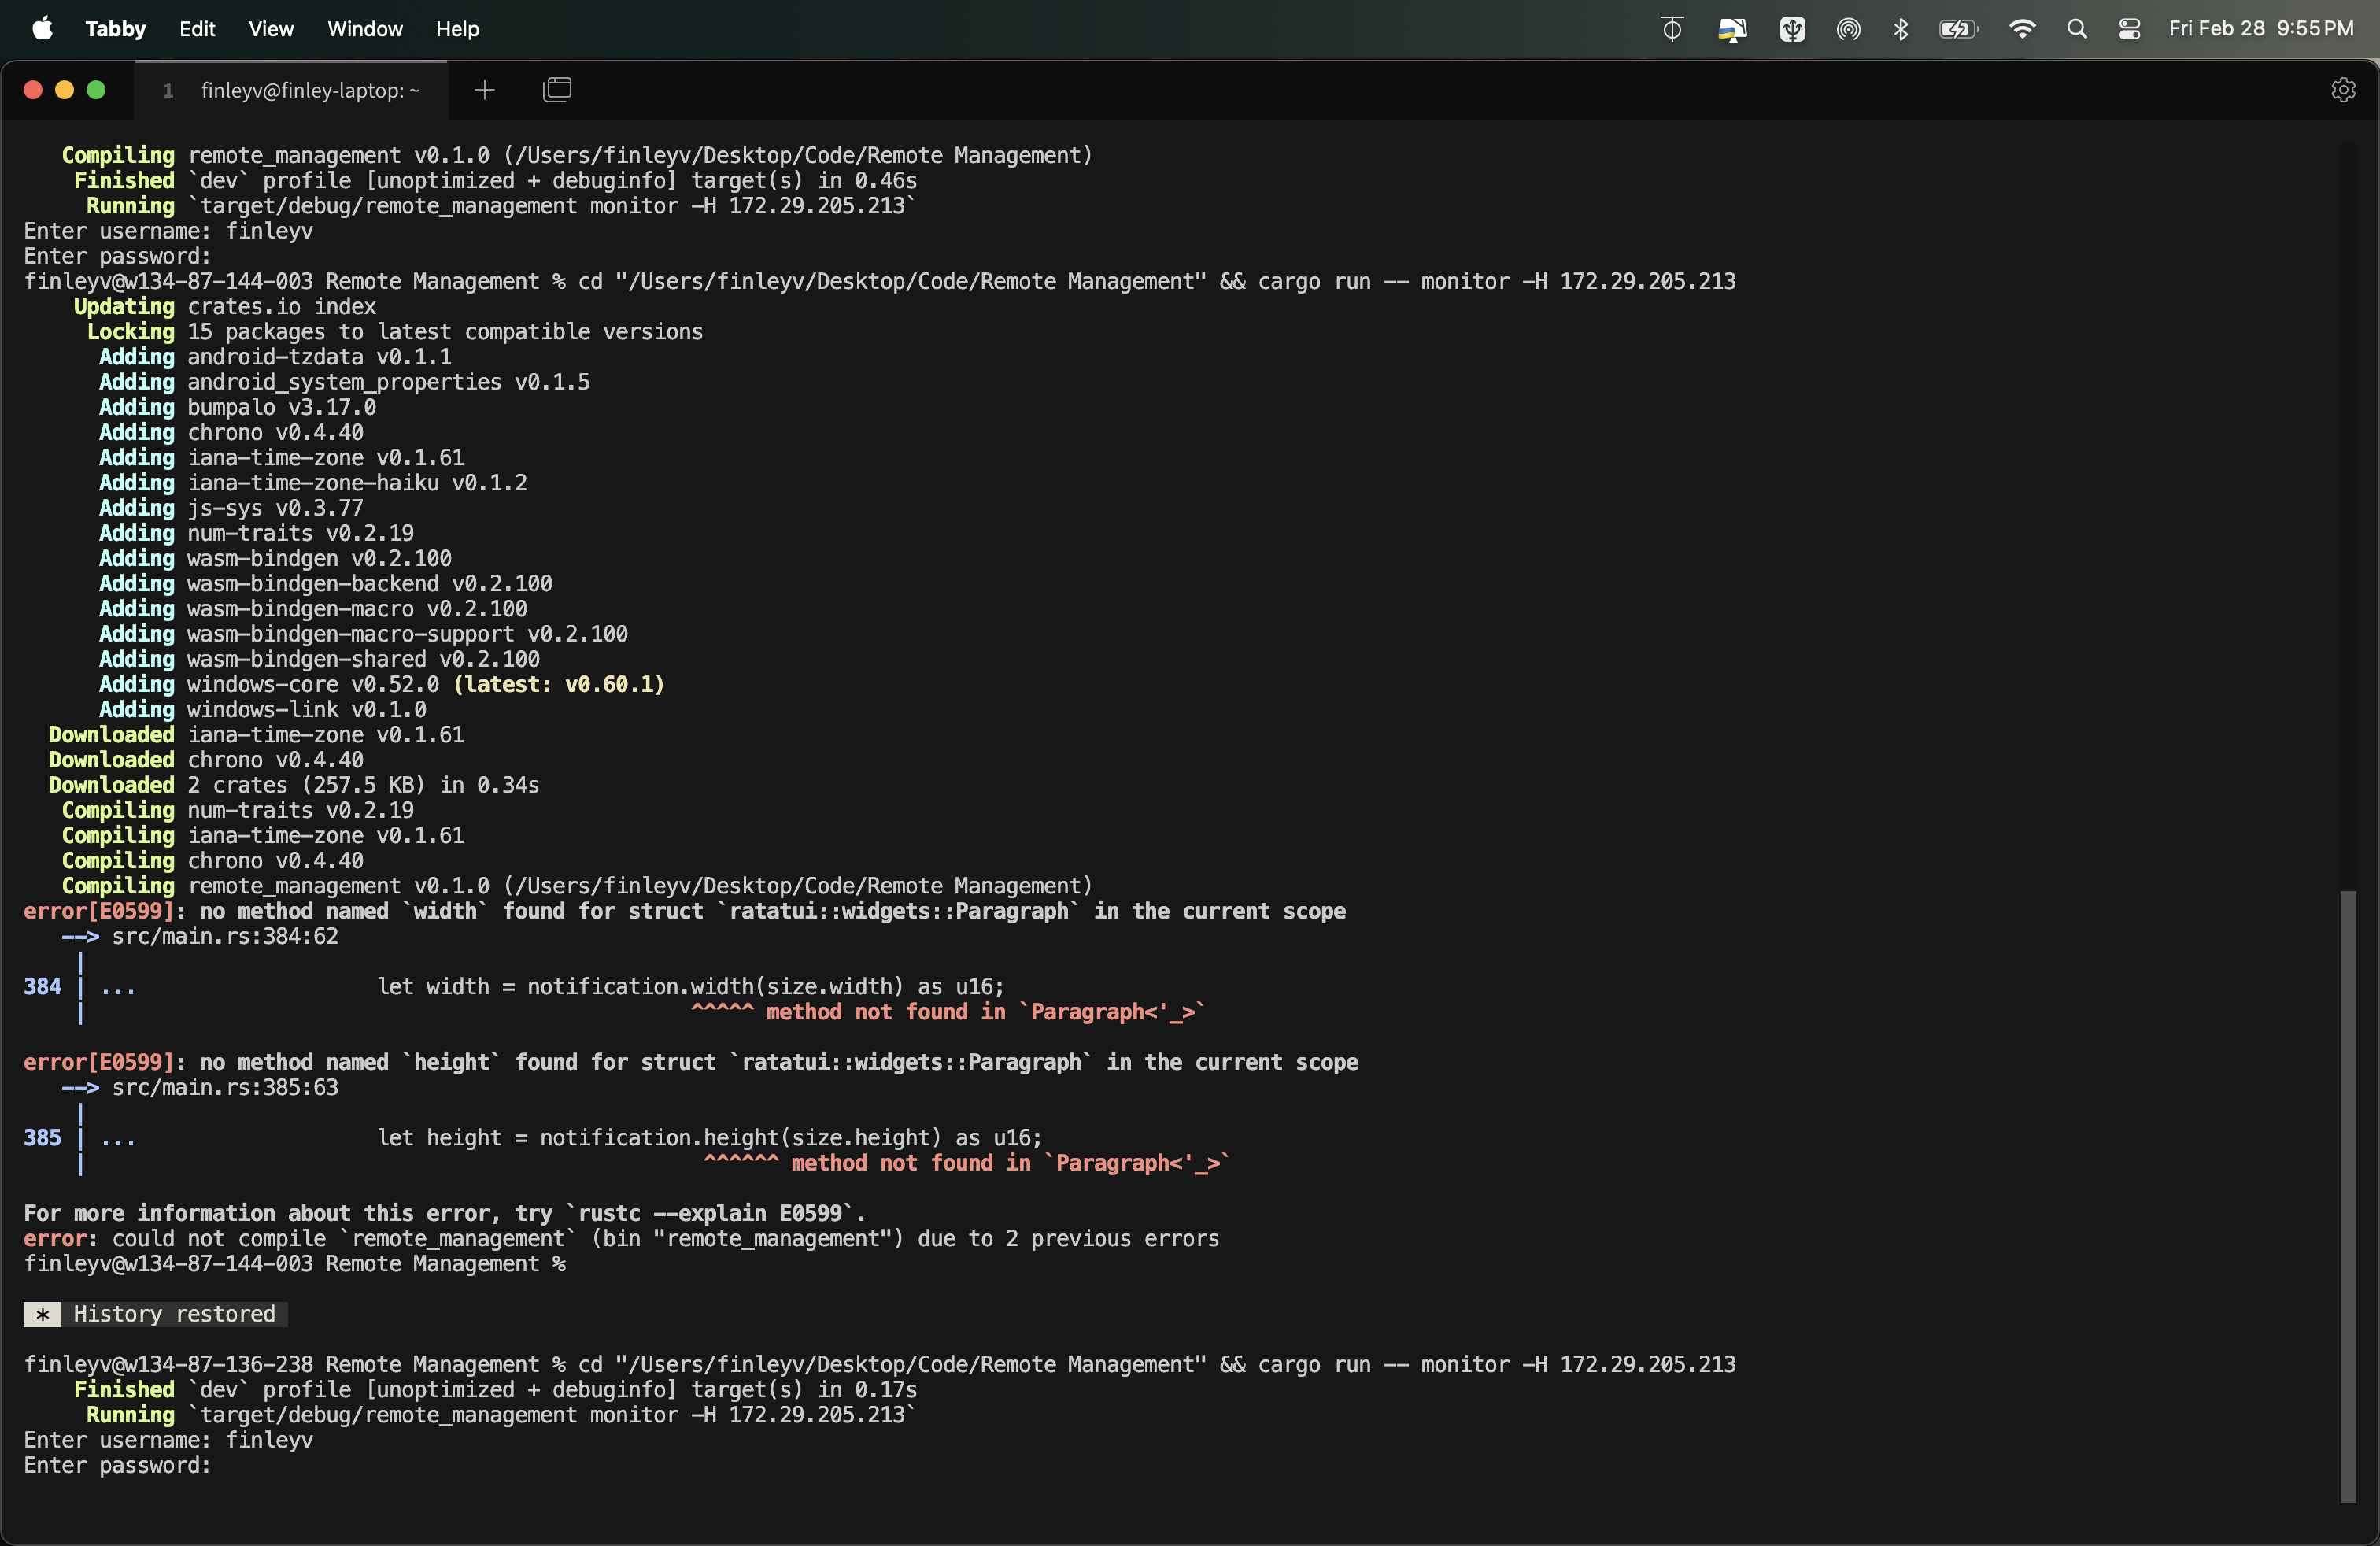 Tabby Edit View Window Help Fri Feb 28 9:55 PM
1 finleyv@finley-laptop: ~
Compiling remote_management v0.1.0 (/Users/finleyv/Desktop/Code/Remote Management)
Finished `dev` profile [unoptimized + debuginfo] target(s) in 0.46s
Running `target/debug/remote_management monitor -H 172.29.205.213`
Enter username: finleyv
Enter password:
finleyv@w134-87-144-003 Remote Management % cd "/Users/finleyv/Desktop/Code/Remote Management" && cargo run -- monitor -H 172.29.205.213
Updating crates.io index
Locking 15 packages to latest compatible versions
Adding android-tzdata v0.1.1
Adding android_system_properties v0.1.5
Adding bumpalo v3.17.0
Adding chrono v0.4.40
Adding iana-time-zone v0.1.61
Adding iana-time-zone-haiku v0.1.2
Adding js-sys v0.3.77
Adding num-traits v0.2.19
Adding wasm-bindgen v0.2.100
Adding wasm-bindgen-backend v0.2.100
Adding wasm-bindgen-macro v0.2.100
Adding wasm-bindgen-macro-support v0.2.100
Adding wasm-bindgen-shared v0.2.100
Adding windows-core v0.52.0 (latest: v0.60.1)
Adding windows-link v0.1.0
Downloaded iana-time-zone v0.1.61
Downloaded chrono v0.4.40
Downloaded 2 crates (257.5 KB) in 0.34s
Compiling num-traits v0.2.19
Compiling iana-time-zone v0.1.61
Compiling chrono v0.4.40
Compiling remote_management v0.1.0 (/Users/finleyv/Desktop/Code/Remote Management)
error[E0599]: no method named `width` found for struct `ratatui::widgets::Paragraph` in the current scope
--> src/main.rs:384:62
|
384 | ... let width = notification.width(size.width) as u16;
| ^^^^^ method not found in `Paragraph<'_>`
error[E0599]: no method named `height` found for struct `ratatui::widgets::Paragraph` in the current scope
--> src/main.rs:385:63
|
385 | ... let height = notification.height(size.height) as u16;
| ^^^^^^ method not found in `Paragraph<'_>`
For more information about this error, try `rustc --explain E0599`.
error: could not compile `remote_management` (bin "remote_management") due to 2 previous errors
finleyv@w134-87-144-003 Remote Management %
* History restored
finleyv@w134-87-136-238 Remote Management % cd "/Users/finleyv/Desktop/Code/Remote Management" && cargo run -- monitor -H 172.29.205.213
Finished `dev` profile [unoptimized + debuginfo] target(s) in 0.17s
Running `target/debug/remote_management monitor -H 172.29.205.213`
Enter username: finleyv
Enter password: